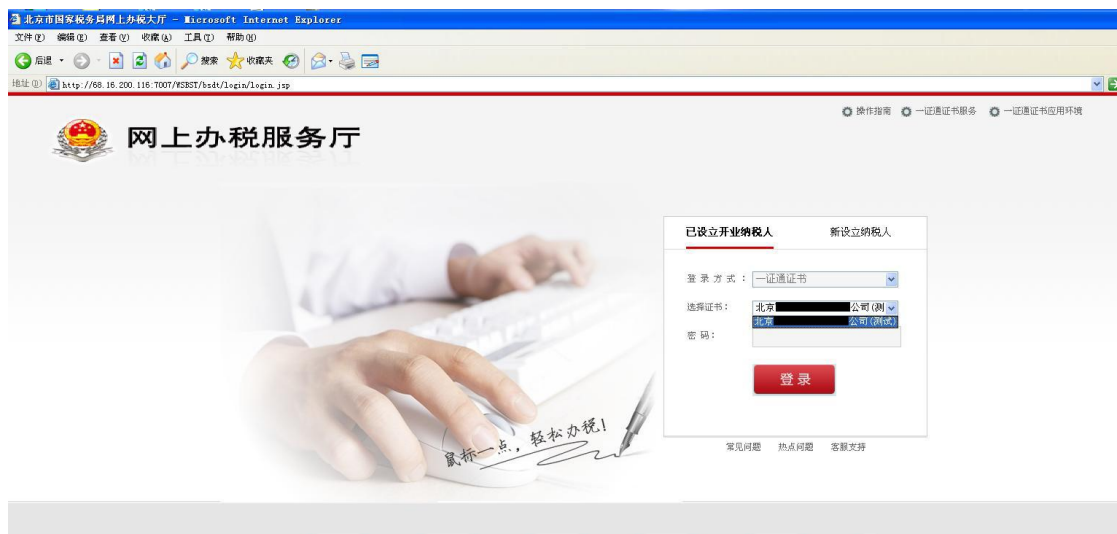 北京市国家税务局网上办税大厅 - Microsoft Internet Explorer
文件(F) 编辑(E) 查看(V) 收藏(A) 工具(T) 帮助(H)
后退 搜索 收藏夹
地址(D) http://68.16.200.116:7007/WSBST/bsdt/login/login.jsp
操作指南 一证通证书服务 一证通证书应用环境
网上办税服务厅
已设立开业纳税人 新设立纳税人
登录方式: 一证通证书
选择证书: 北京 公司(测
北京 公司(测试)
密 码:
登录
鼠标一点, 轻松办税!
常见问题 热点问题 客服支持